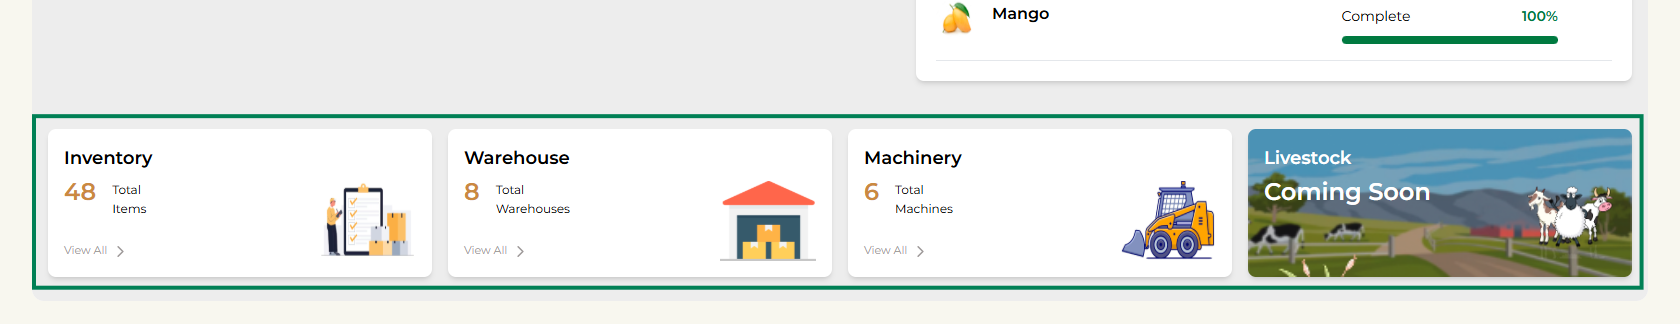 Mango
Complete 100%
Inventory
48 Total
Items
View All
Warehouse
8 Total
Warehouses
View All
Machinery
6 Total
Machines
View All
Livestock
Coming Soon